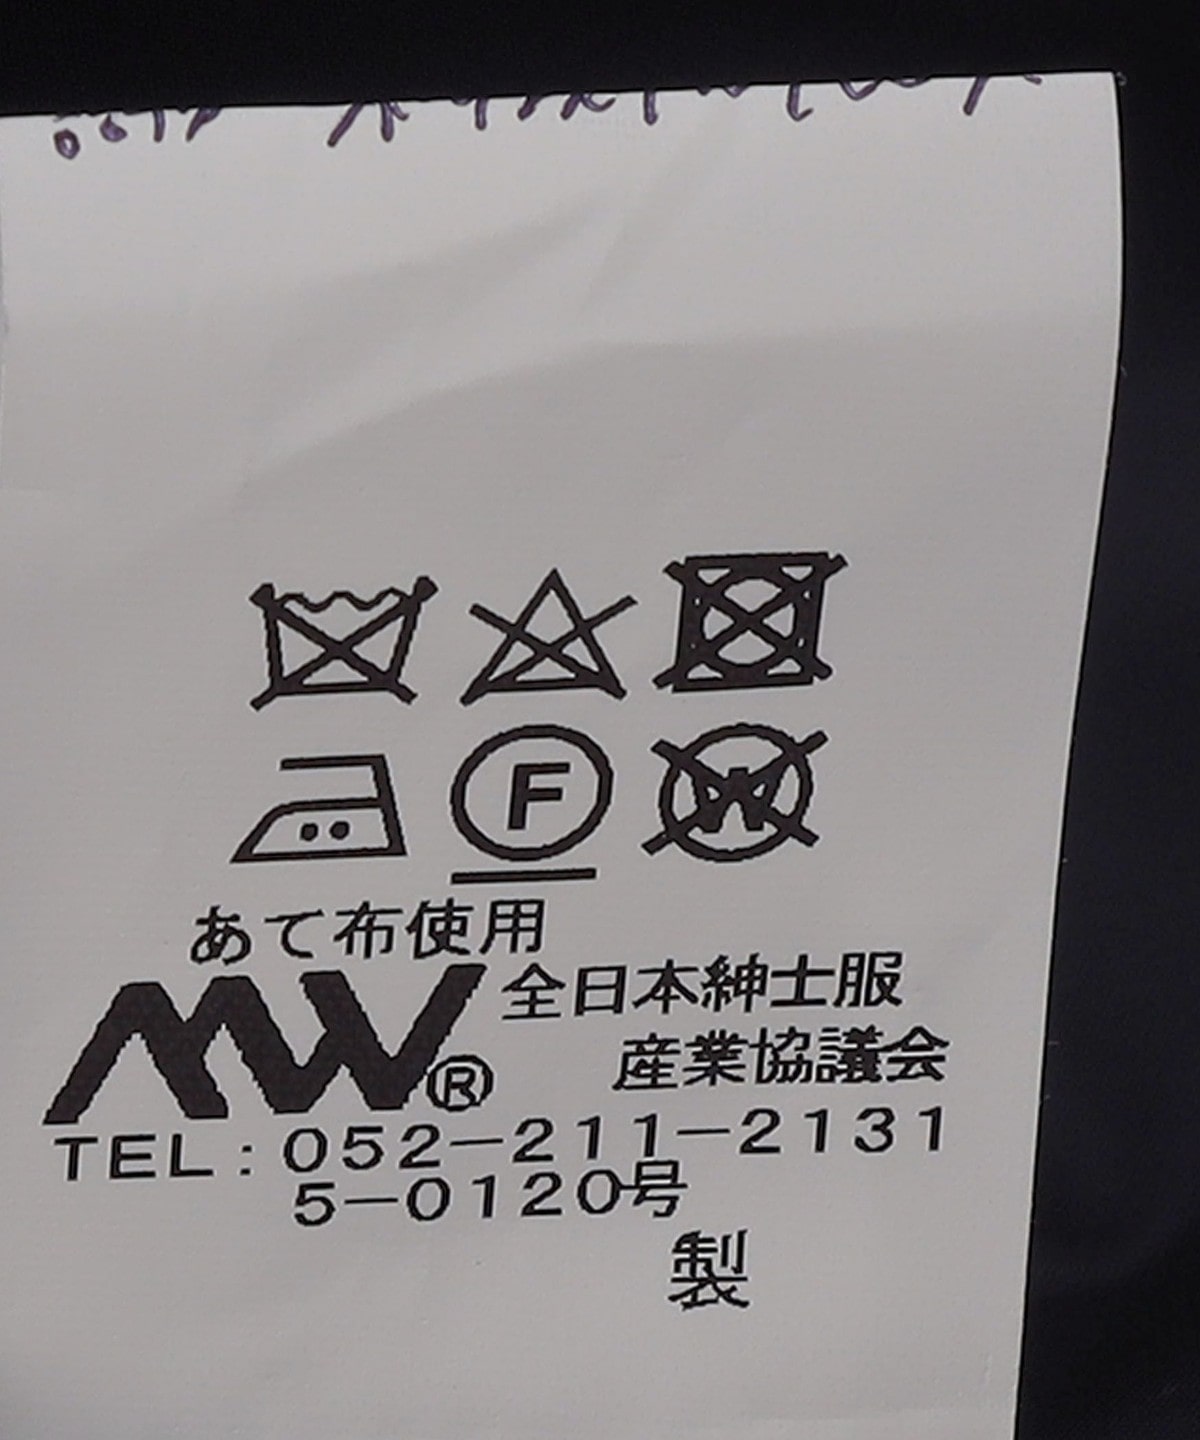 F W
あて布使用
MW® 全日本紳士服
産業協議会
TEL:052-211-2131
5-0120号
製